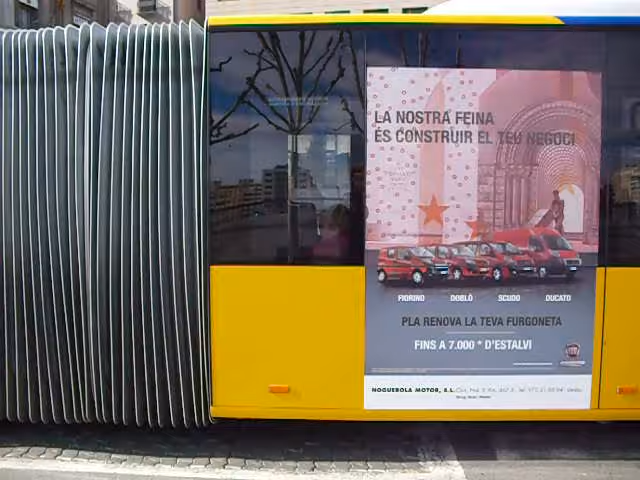 LA NOSTRA FEINA
ÉS CONSTRUIR EL TEU NEGOCI
FIORINO DOBLÒ SCUDO DUCATO
PLA RENOVA LA TEVA FURGONETA
FINS A 7.000 * D'ESTALVI
FIAT
NOGUEROLA MOTOR, S.L.